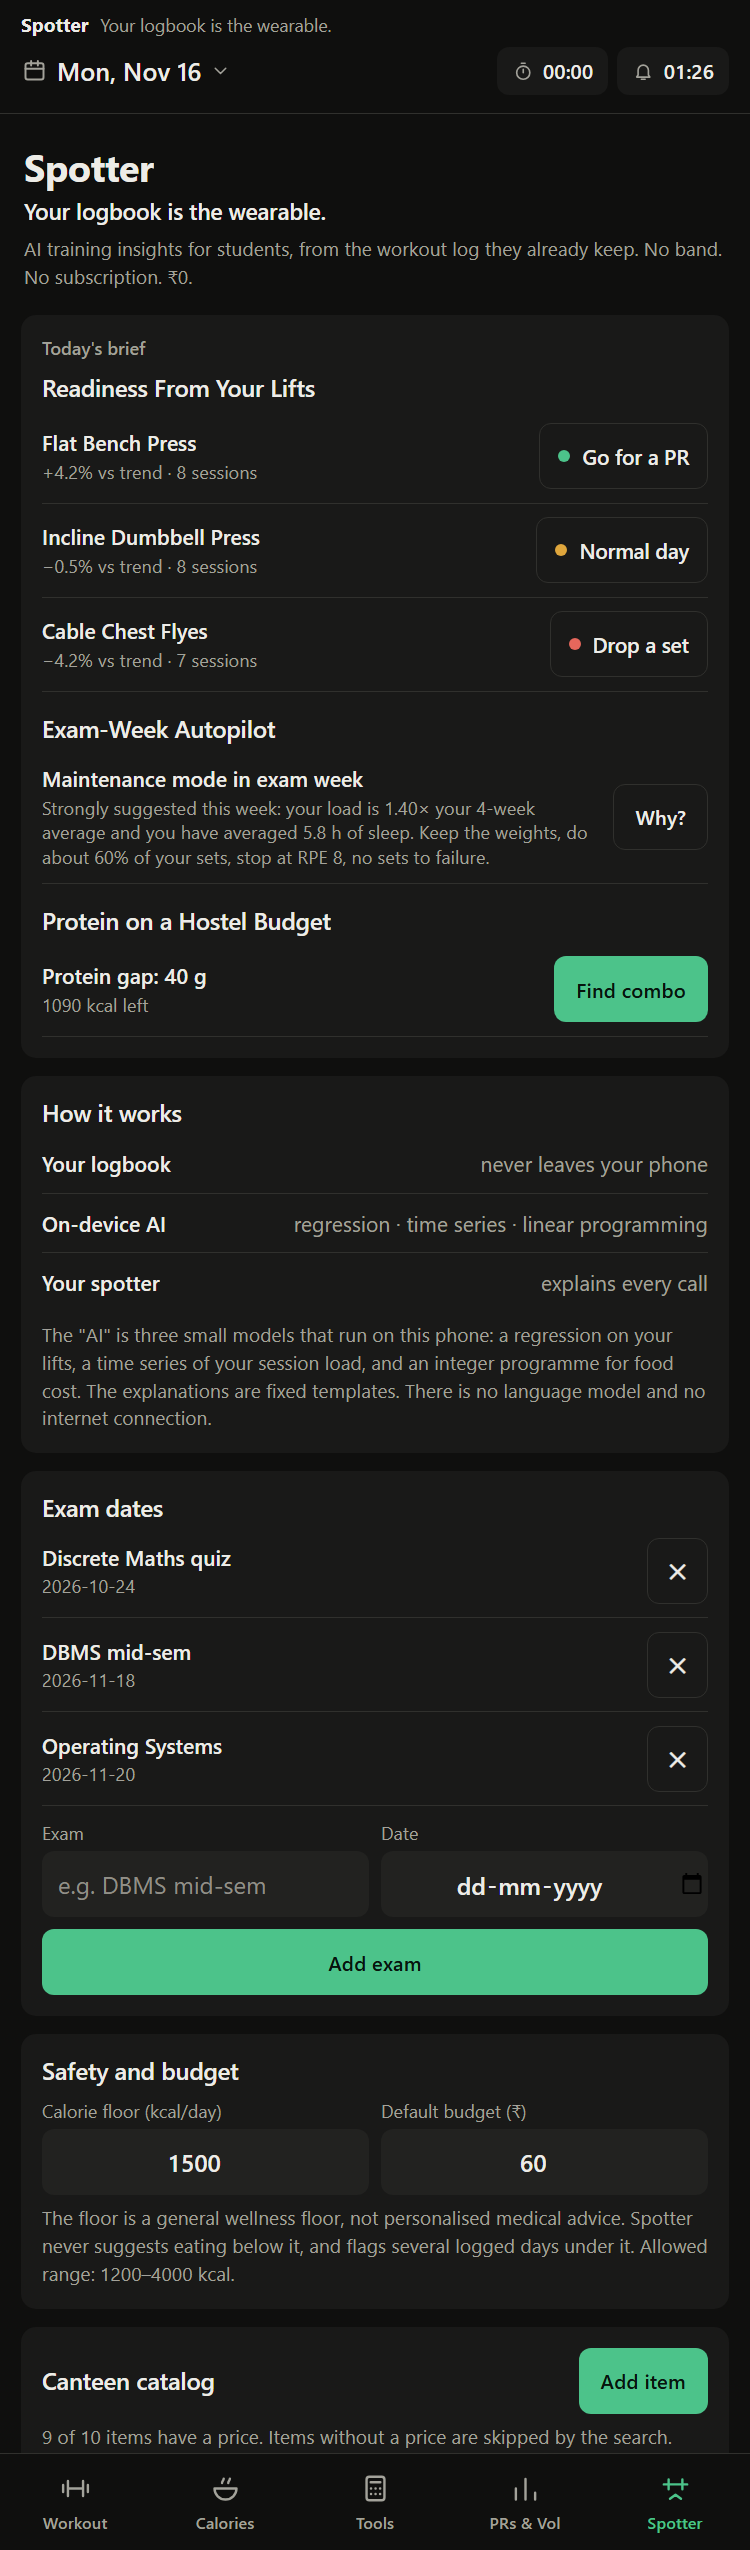 Spotter Your logbook is the wearable.
Mon, Nov 16
00:00
01:26
Spotter
Your logbook is the wearable.
AI training insights for students, from the workout log they already keep. No band.
No subscription. ₹0.
Today's brief
Readiness From Your Lifts
Flat Bench Press
+4.2% vs trend · 8 sessions
Go for a PR
Incline Dumbbell Press
−0.5% vs trend · 8 sessions
Normal day
Cable Chest Flyes
−4.2% vs trend · 7 sessions
Drop a set
Exam-Week Autopilot
Maintenance mode in exam week
Strongly suggested this week: your load is 1.40× your 4-week
average and you have averaged 5.8 h of sleep. Keep the weights, do
about 60% of your sets, stop at RPE 8, no sets to failure.
Why?
Protein on a Hostel Budget
Protein gap: 40 g
1090 kcal left
Find combo
How it works
Your logbook never leaves your phone
On-device AI regression · time series · linear programming
Your spotter explains every call
The "AI" is three small models that run on this phone: a regression on your
lifts, a time series of your session load, and an integer programme for food
cost. The explanations are fixed templates. There is no language model and no
internet connection.
Exam dates
Discrete Maths quiz
2026-10-24
DBMS mid-sem
2026-11-18
Operating Systems
2026-11-20
Exam Date
e.g. DBMS mid-sem dd-mm-yyyy
Add exam
Safety and budget
Calorie floor (kcal/day) Default budget (₹)
1500 60
The floor is a general wellness floor, not personalised medical advice. Spotter
never suggests eating below it, and flags several logged days under it. Allowed
range: 1200–4000 kcal.
Canteen catalog
Add item
9 of 10 items have a price. Items without a price are skipped by the search.
Workout Calories Tools PRs & Vol Spotter